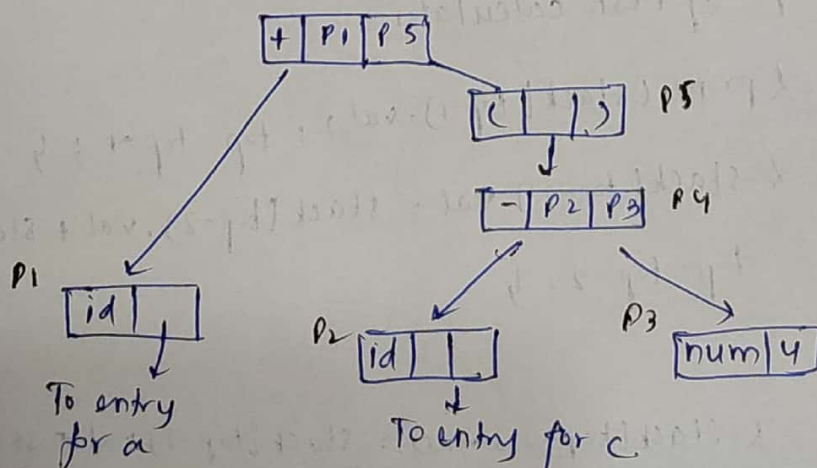 + P1 P5
( ) P5
- P2 P3 P4
P1
id
P2
id
P3
num 4
To entry
for a
To entry for c